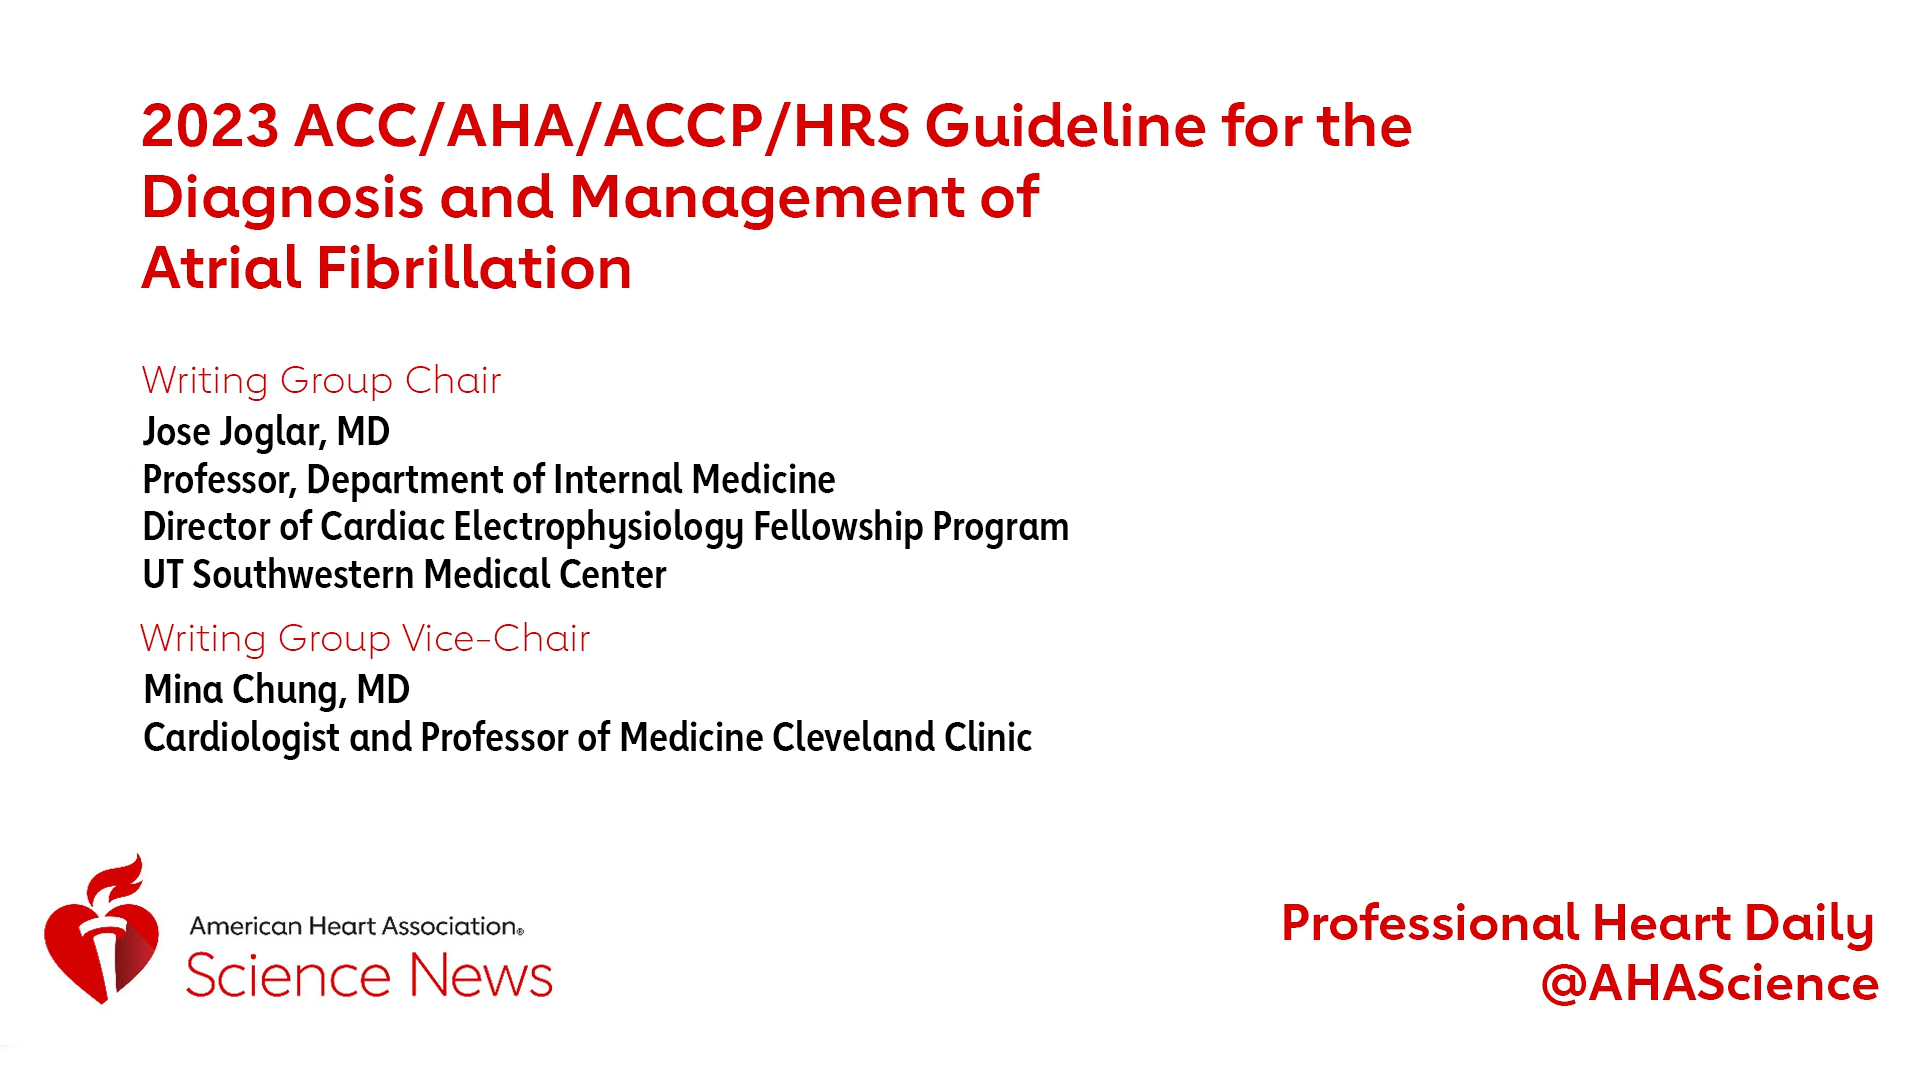 2023 ACC/AHA/ACCP/HRS Guideline for the
Diagnosis and Management of
Atrial Fibrillation
Writing Group Chair
Jose Joglar, MD
Professor, Department of Internal Medicine
Director of Cardiac Electrophysiology Fellowship Program
UT Southwestern Medical Center
Writing Group Vice-Chair
Mina Chung, MD
Cardiologist and Professor of Medicine Cleveland Clinic
American Heart Association®
Science News
Professional Heart Daily
@AHAScience